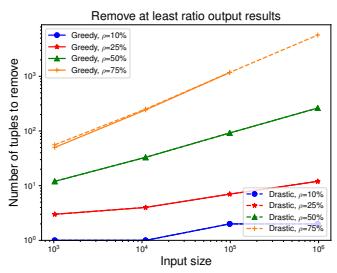 Remove at least ratio output results
Greedy, ρ=10%
Greedy, ρ=25%
Greedy, ρ=50%
Greedy, ρ=75%
Number of tuples to remove
10³
10²
10¹
10⁰
Drastic, ρ=10%
Drastic, ρ=25%
Drastic, ρ=50%
Drastic, ρ=75%
10³ 10⁴ 10⁵ 10⁶
Input size